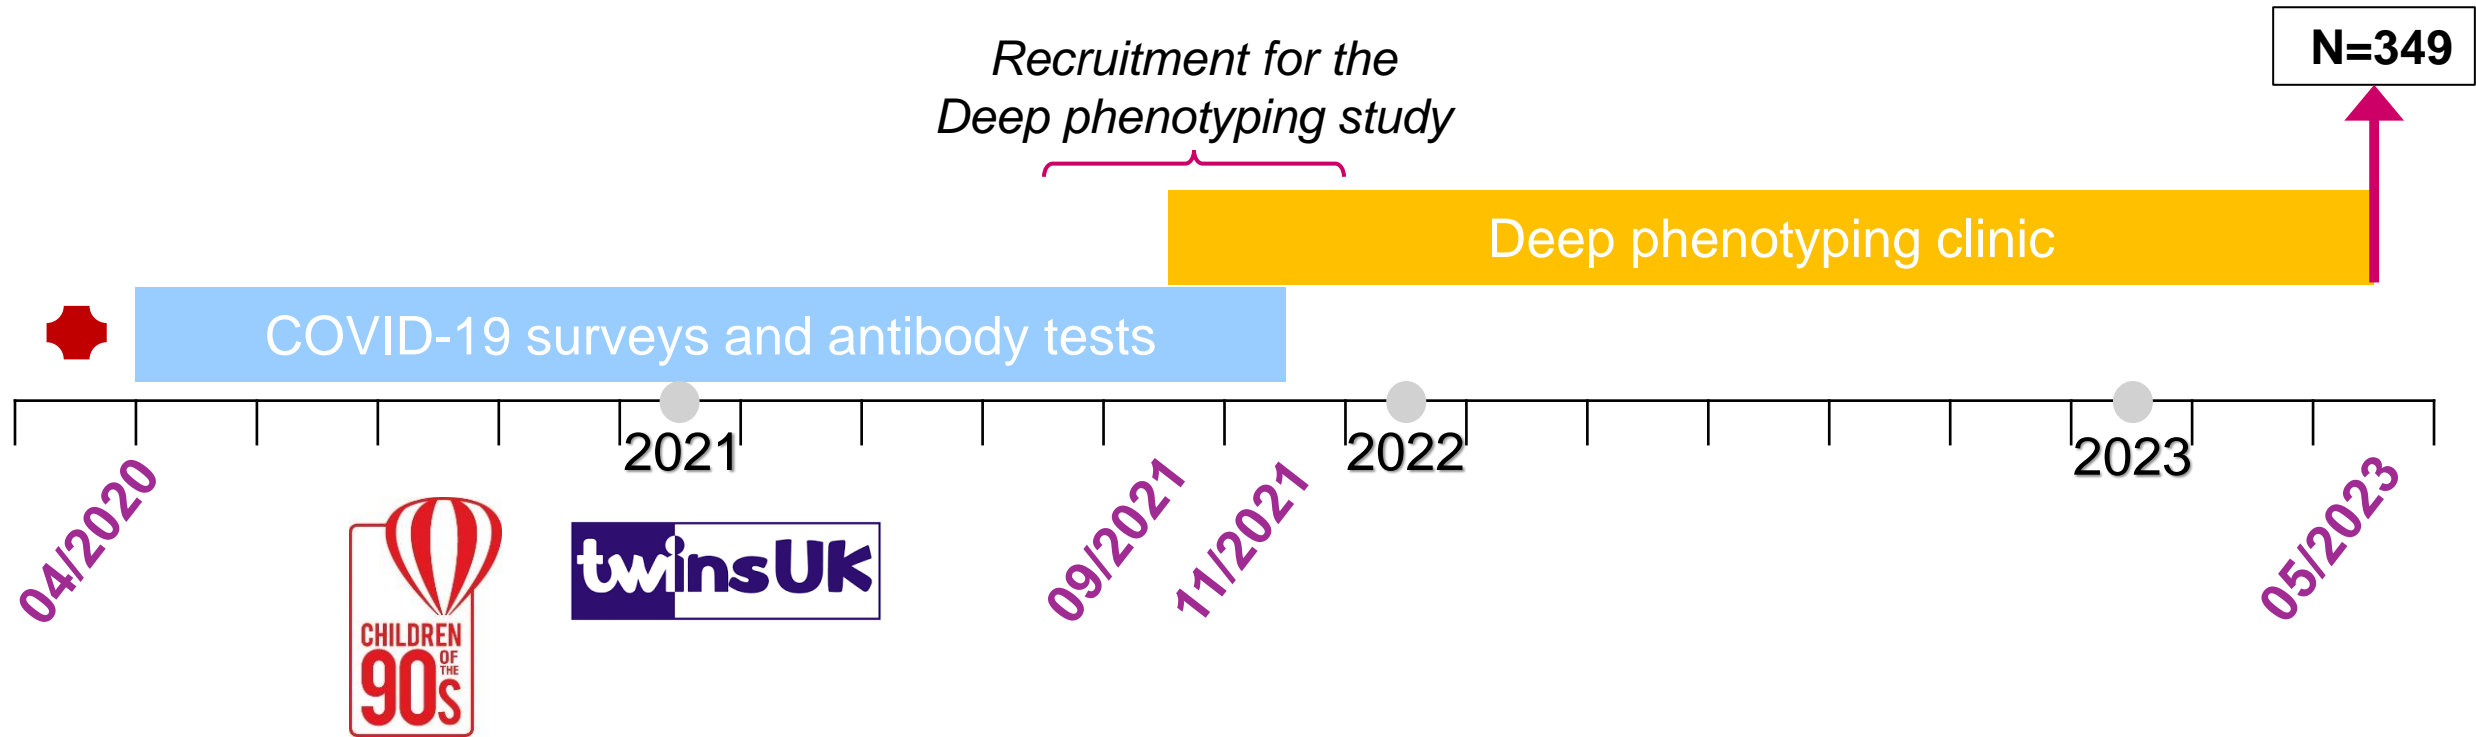 N=349
Recruitment for the
Deep phenotyping study
Deep phenotyping clinic
COVID-19 surveys and antibody tests
2021
2022
2023
04/2020
09/2021
11/2021
05/2023
CHILDREN
OF
THE
90s
twinsUK